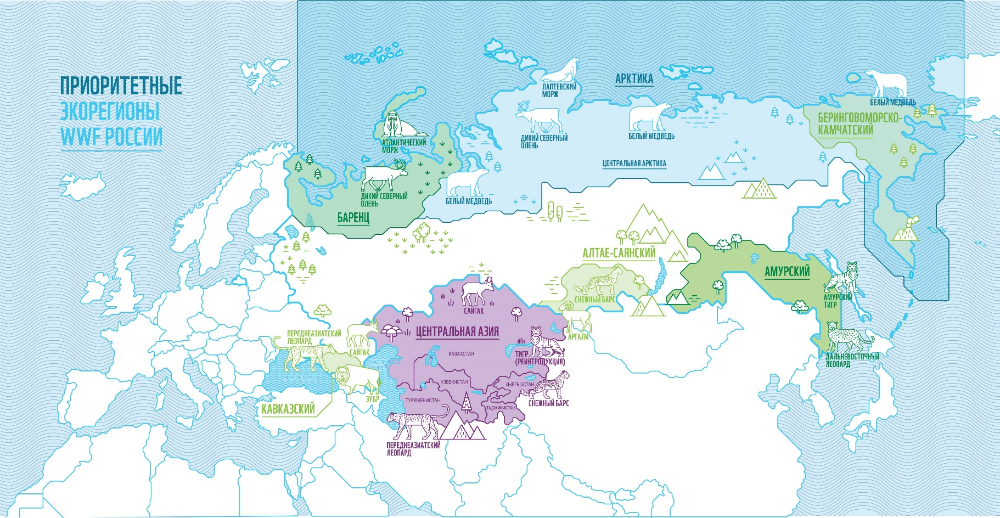 ПРИОРИТЕТНЫЕ
ЭКОРЕГИОНЫ
WWF РОССИИ
АРКТИКА
ЛАПТЕВСКИЙ
МОРЖ
БЕЛЫЙ МЕДВЕДЬ
БЕРИНГОВОМОРСКО-
КАМЧАТСКИЙ
АТЛАНТИЧЕСКИЙ
МОРЖ
ДИКИЙ СЕВЕРНЫЙ
ОЛЕНЬ
БЕЛЫЙ МЕДВЕДЬ
ЦЕНТРАЛЬНАЯ АРКТИКА
ДИКИЙ СЕВЕРНЫЙ
ОЛЕНЬ
БЕЛЫЙ МЕДВЕДЬ
БАРЕНЦ
АЛТАЕ-САЯНСКИЙ
СНЕЖНЫЙ БАРС
АМУРСКИЙ
АМУРСКИЙ
ТИГР
САЙГАК
ЦЕНТРАЛЬНАЯ АЗИЯ
АРГАЛИ
ПЕРЕДНЕАЗИАТСКИЙ
ЛЕОПАРД
САЙГАК
КАЗАХСТАН
ТИГР
(РЕИНТРОДУКЦИЯ)
ДАЛЬНЕВОСТОЧНЫЙ
ЛЕОПАРД
КАСПИЙСКОЕ
МОРЕ
ЧЕРНОЕ МОРЕ
УЗБЕКИСТАН
КЫРГЫЗСТАН
ЗУБР
ТУРКМЕНИСТАН
СНЕЖНЫЙ БАРС
КАВКАЗСКИЙ
ТАДЖИКИСТАН
ПЕРЕДНЕАЗИАТСКИЙ
ЛЕОПАРД